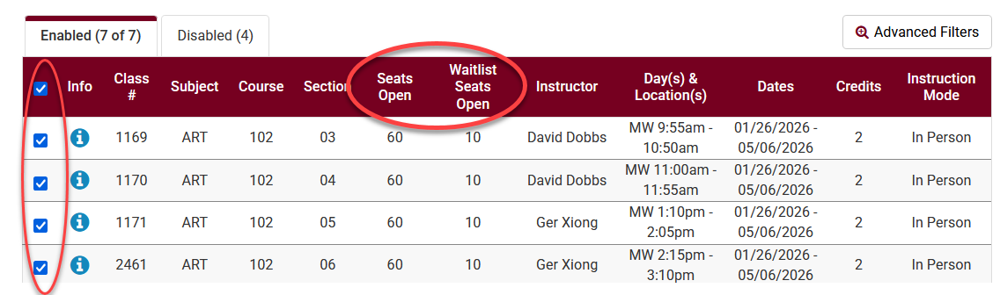 Enabled (7 of 7) Disabled (4) Advanced Filters
Info Class # Subject Course Section Seats Open Waitlist Seats Open Instructor Day(s) & Location(s) Dates Credits Instruction Mode
1169 ART 102 03 60 10 David Dobbs MW 9:55am - 10:50am 01/26/2026 - 05/06/2026 2 In Person
1170 ART 102 04 60 10 David Dobbs MW 11:00am - 11:55am 01/26/2026 - 05/06/2026 2 In Person
1171 ART 102 05 60 10 Ger Xiong MW 1:10pm - 2:05pm 01/26/2026 - 05/06/2026 2 In Person
2461 ART 102 06 60 10 Ger Xiong MW 2:15pm - 3:10pm 01/26/2026 - 05/06/2026 2 In Person